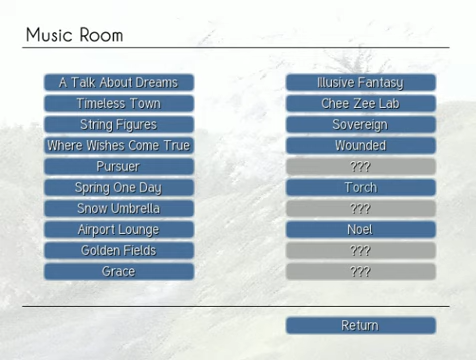 Music Room
A Talk About Dreams
Timeless Town
String Figures
Where Wishes Come True
Pursuer
Spring One Day
Snow Umbrella
Airport Lounge
Golden Fields
Grace
Illusive Fantasy
Chee Zee Lab
Sovereign
Wounded
???
Torch
???
Noel
???
???
Return